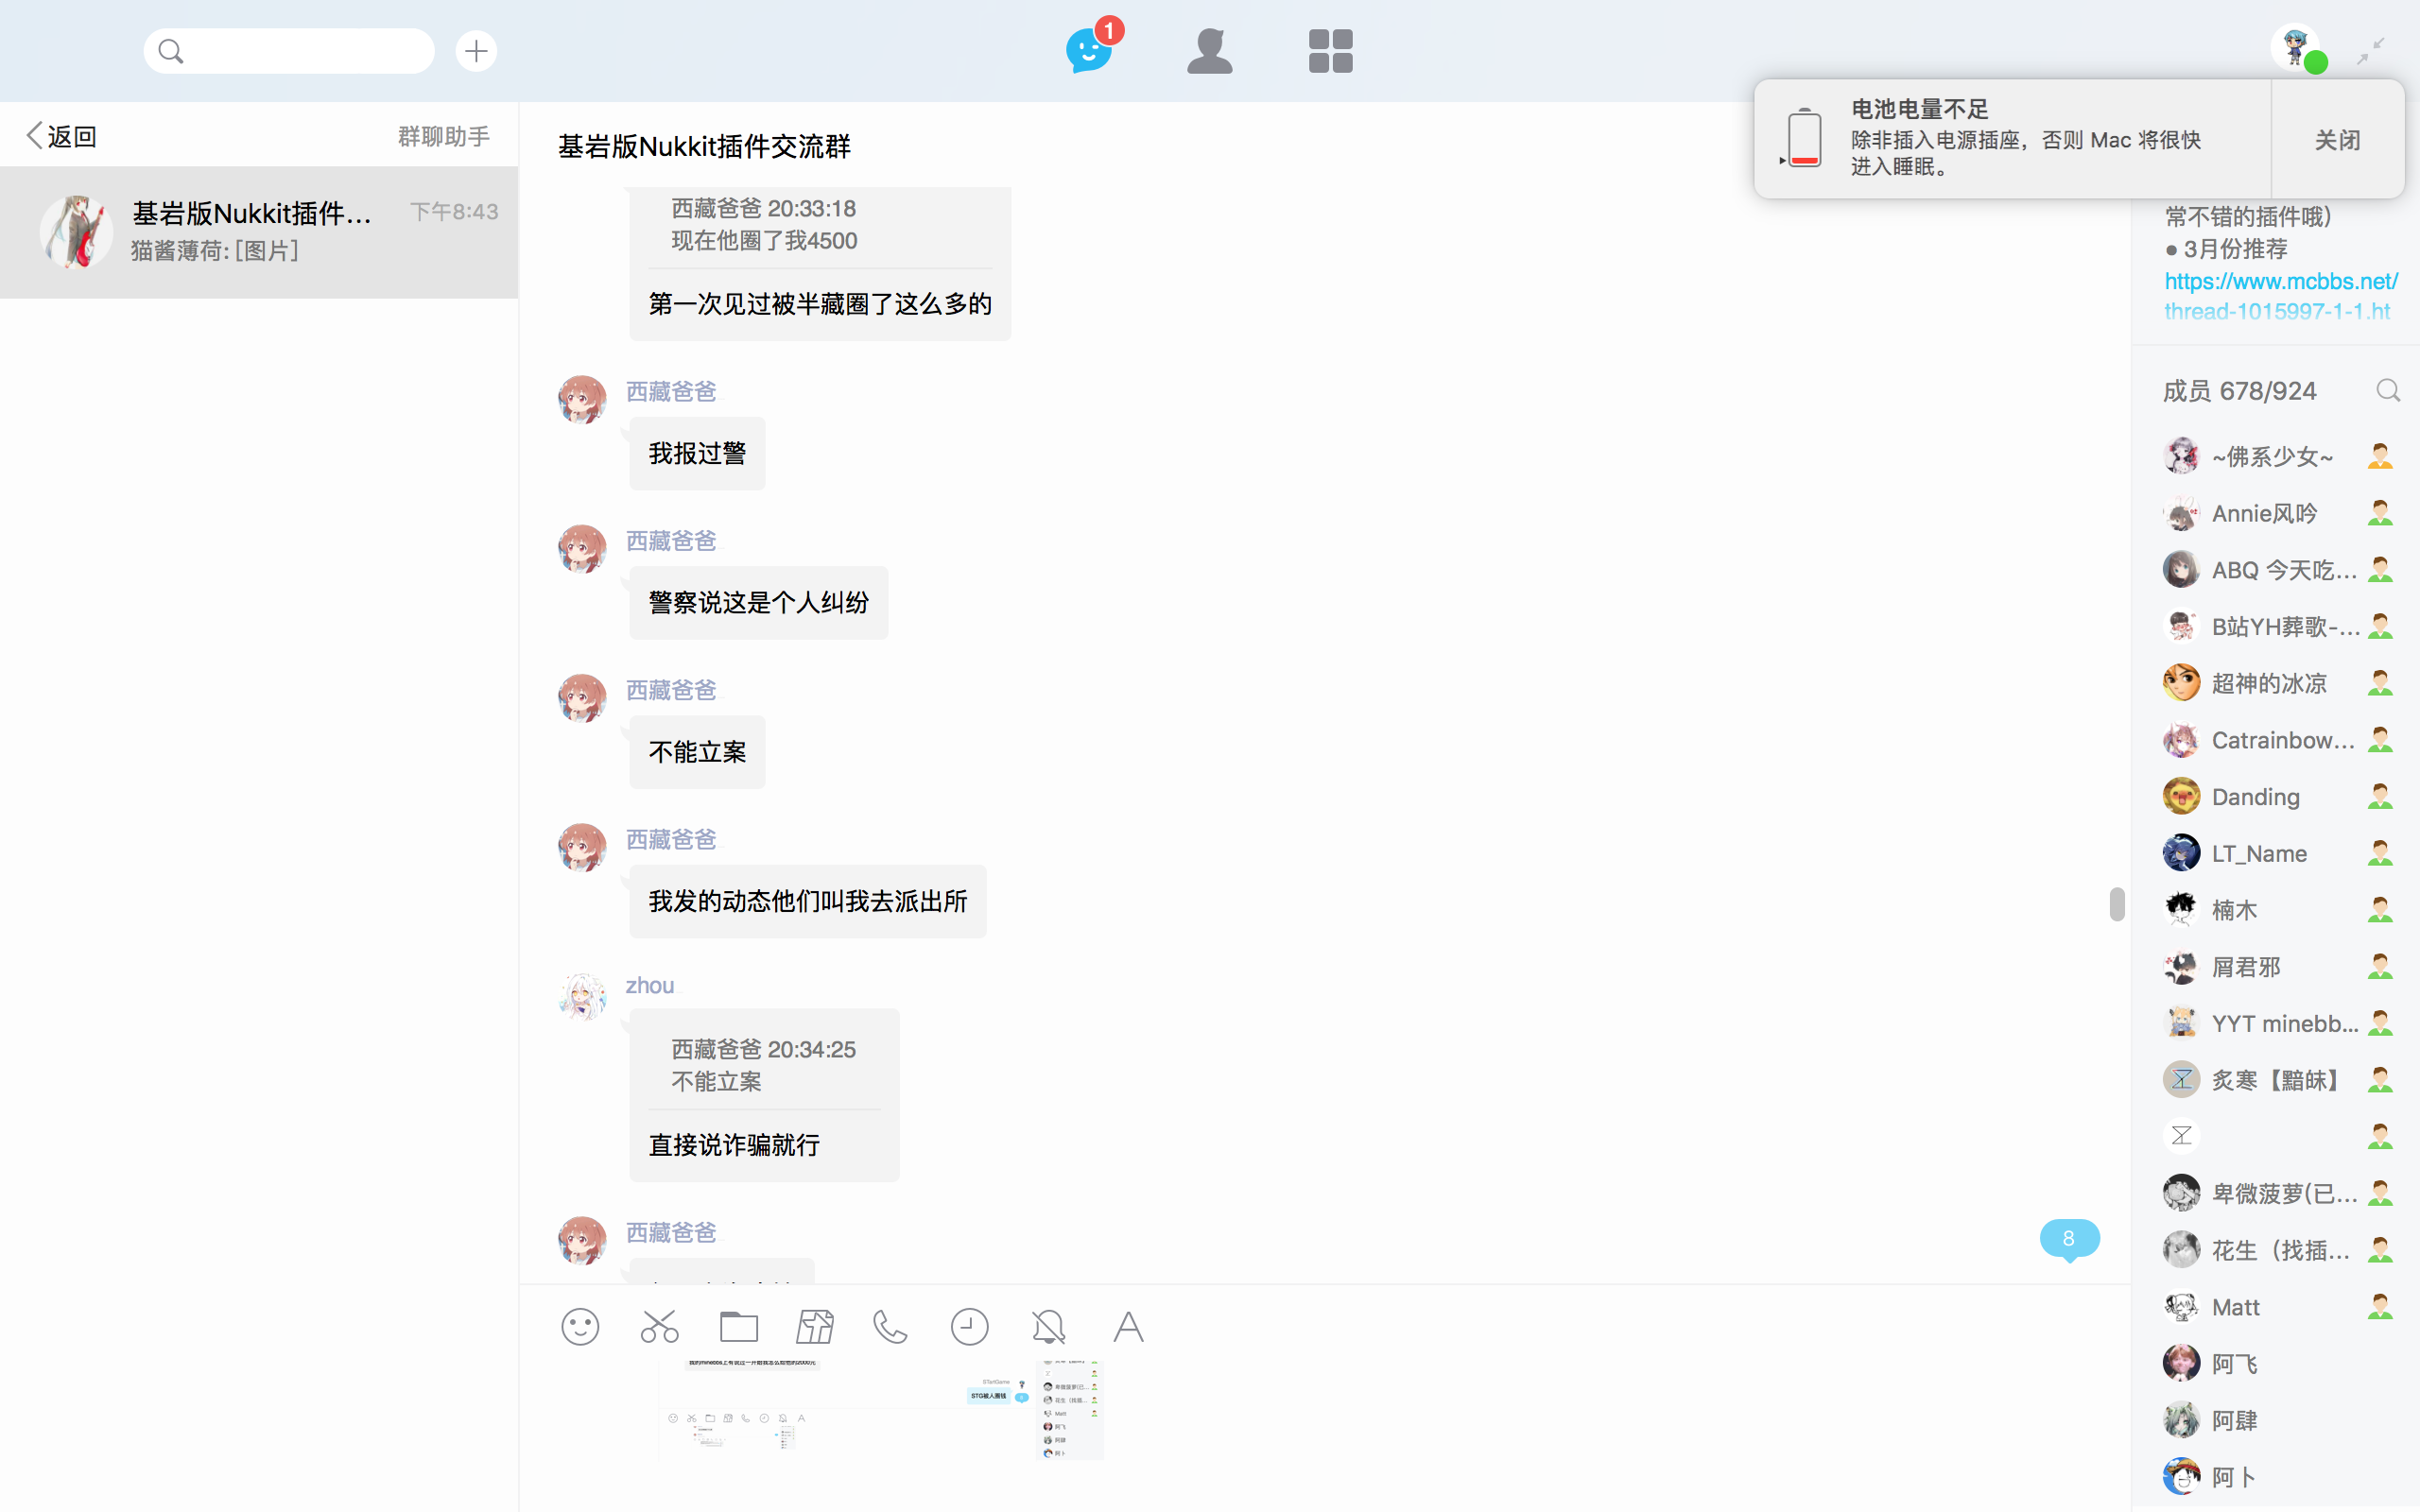 1
返回
群聊助手
基岩版Nukkit插件...
下午8:43
猫酱薄荷: [图片]
基岩版Nukkit插件交流群
西藏爸爸 20:33:18
现在他圈了我4500
第一次见过被半藏圈了这么多的
西藏爸爸
我报过警
西藏爸爸
警察说这是个人纠纷
西藏爸爸
不能立案
西藏爸爸
我发的动态他们叫我去派出所
zhou
西藏爸爸 20:34:25
不能立案
直接说诈骗就行
西藏爸爸
8
STG被人圈钱
电池电量不足
除非插入电源插座，否则 Mac 将很快
进入睡眠。
关闭
常不错的插件哦）
● 3月份推荐
https://www.mcbbs.net/
thread-1015997-1-1.ht
成员 678/924
~佛系少女~
Annie风吟
ABQ 今天吃...
B站YH葬歌-...
超神的冰凉
Catrainbow...
Danding
LT_Name
楠木
屑君邪
YYT minebb...
炙寒【黯昧】
卑微菠萝(已...
花生（找插...
Matt
阿飞
阿肆
阿卜